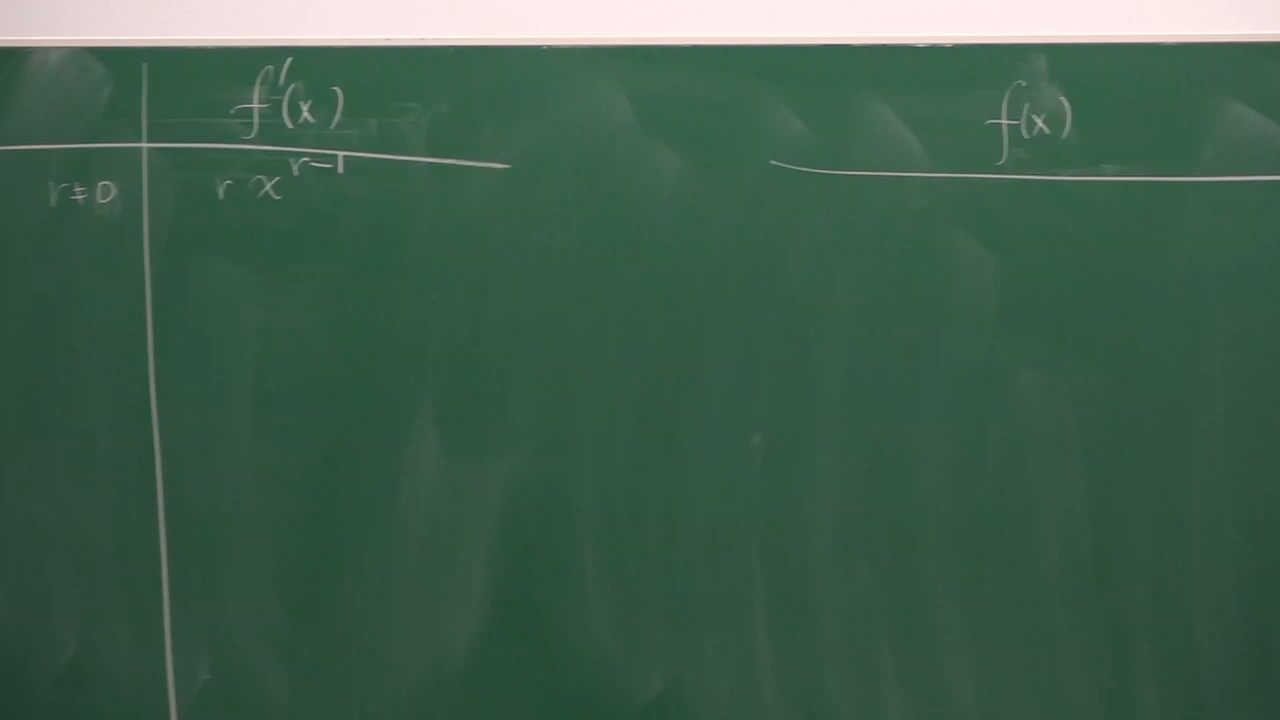 f'(x) f(x)
r≠0 r x^{r-1}